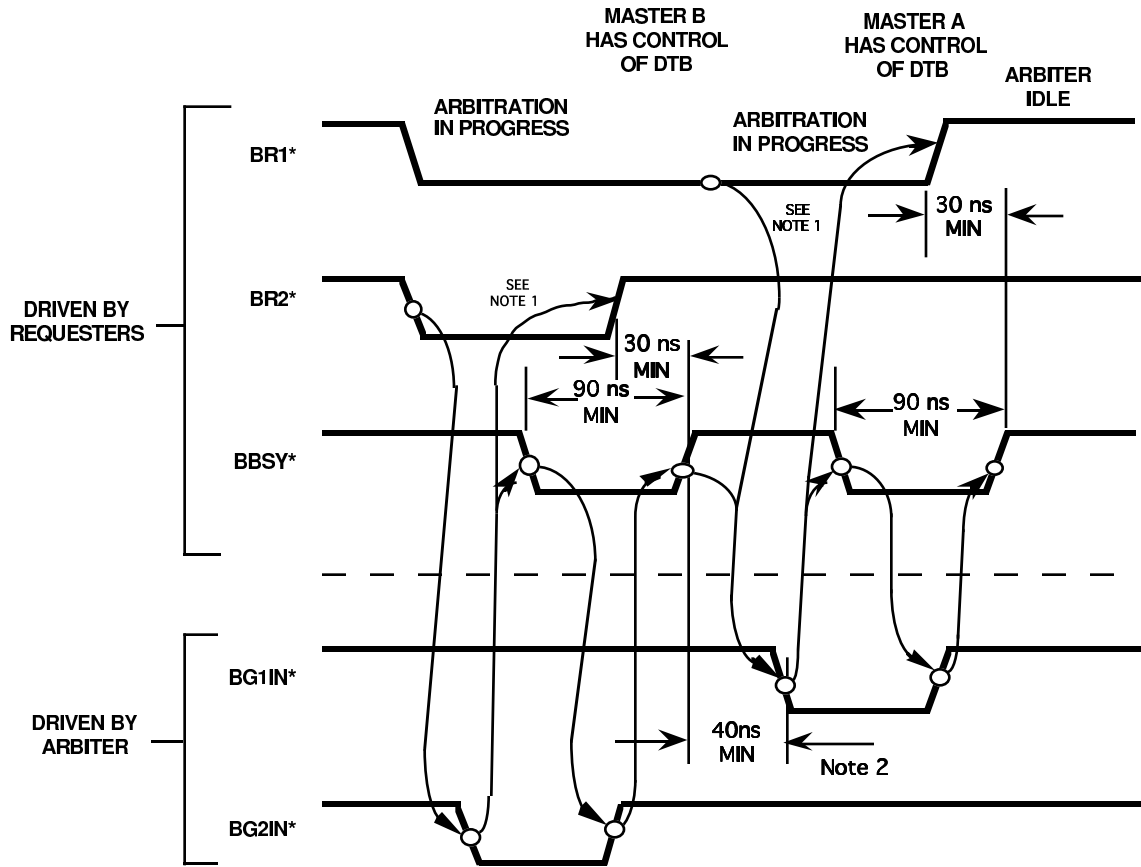 MASTER B
HAS CONTROL
OF DTB
MASTER A
HAS CONTROL
OF DTB
ARBITER
IDLE
ARBITRATION
IN PROGRESS
ARBITRATION
IN PROGRESS
BR1*
SEE
NOTE 1
30 ns
MIN
DRIVEN BY
REQUESTERS
BR2*
SEE
NOTE 1
30 ns
MIN
90 ns
MIN
90 ns
MIN
BBSY*
BG1IN*
DRIVEN BY
ARBITER
40ns
MIN
Note 2
BG2IN*